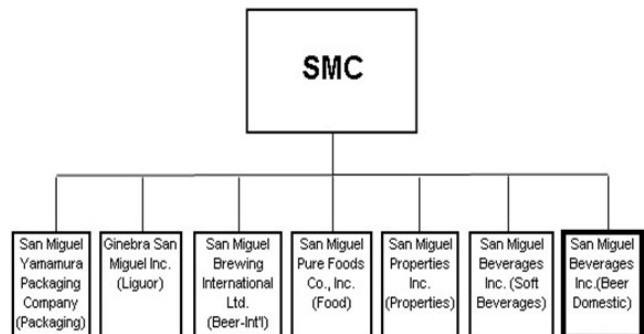 SMC
San Miguel
Yamamura
Packaging
Company
(Packaging)
Ginebra San
Miguel Inc.
(Liguor)
San Miguel
Brewing
International
Ltd.
(Beer-Int'l)
San Miguel
Pure Foods
Co., Inc.
(Food)
San Miguel
Properties
Inc.
(Properties)
San Miguel
Beverages
Inc. (Soft
Beverages)
San Miguel
Beverages
Inc.(Beer
Domestic)